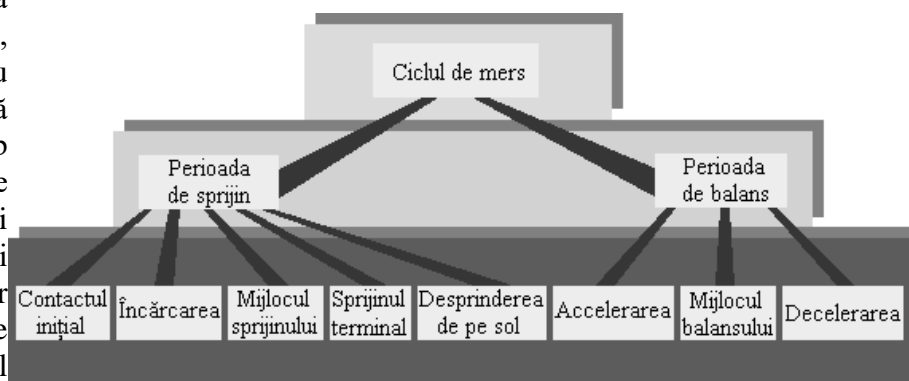 Ciclul de mers
Perioada
de sprijin
Perioada
de balans
Contactul
inițial
Încărcarea
Mijlocul
sprijinului
Sprijinul
terminal
Desprinderea
de pe sol
Accelerarea
Mijlocul
balansului
Decelerarea